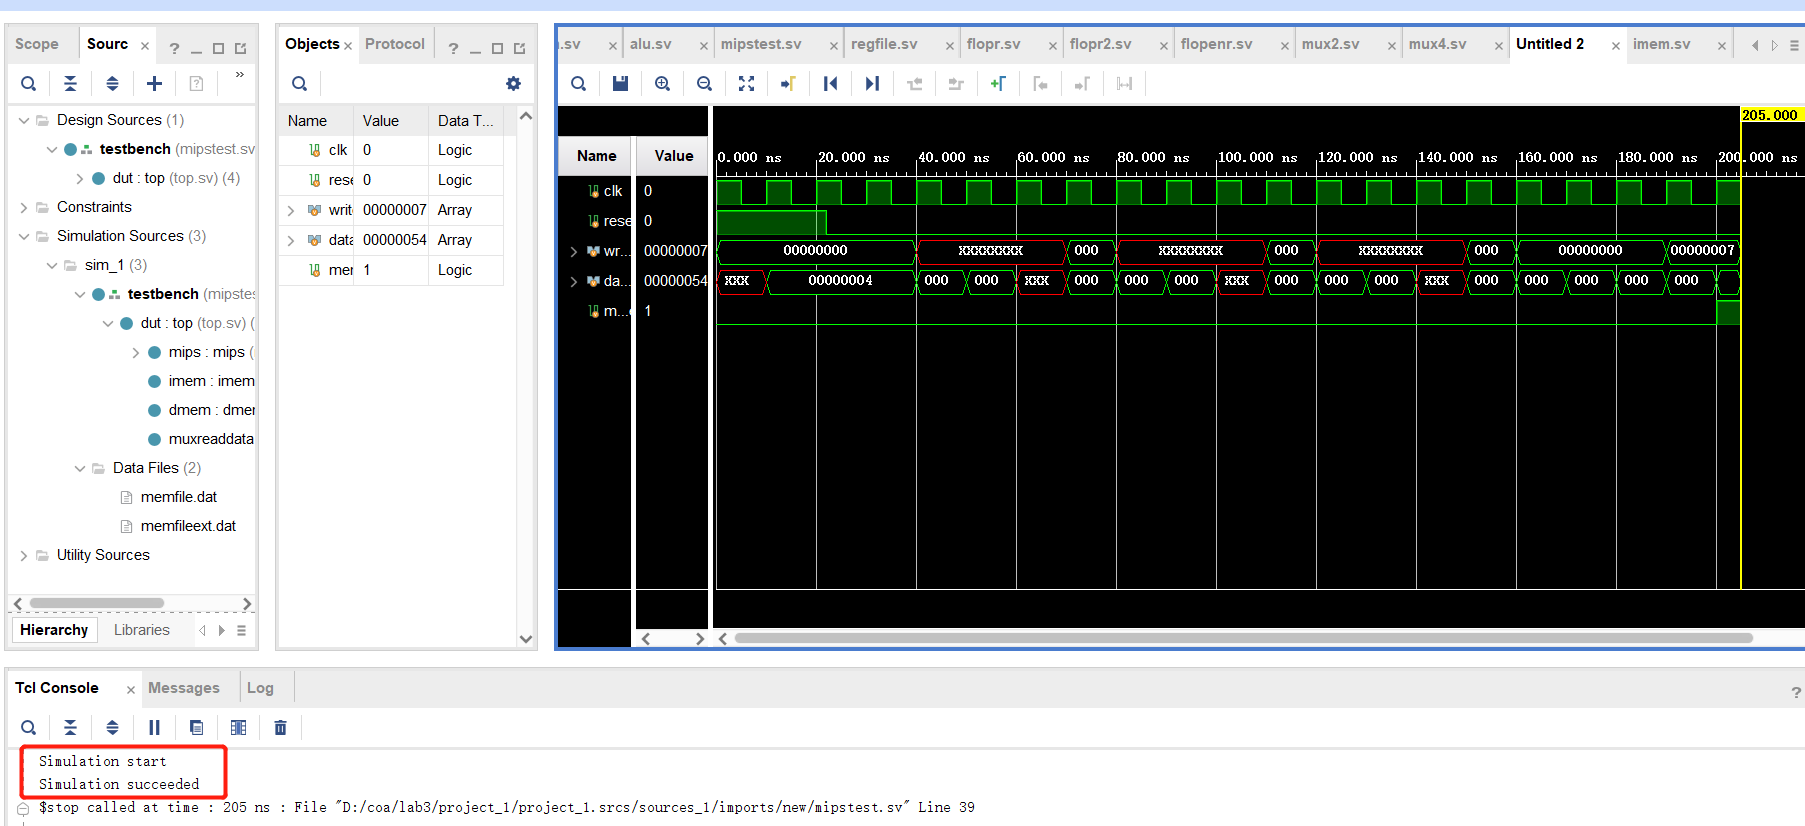 Scope
Sourc
Objects
Protocol
.sv
alu.sv
mipstest.sv
regfile.sv
flopr.sv
flopr2.sv
flopenr.sv
mux2.sv
mux4.sv
Untitled 2
imem.sv
Design Sources (1)
testbench (mipstest.sv
dut : top (top.sv) (4)
Constraints
Simulation Sources (3)
sim_1 (3)
testbench (mipstes
dut : top (top.sv) (
mips : mips (
imem : imem
dmem : dmer
muxreaddata
Data Files (2)
memfile.dat
memfileext.dat
Utility Sources
Hierarchy
Libraries
Name Value Data T...
clk 0 Logic
rese 0 Logic
writ 00000007 Array
data 00000054 Array
mer 1 Logic
Name Value
clk 0
rese 0
wr... 00000007
da... 00000054
m... 1
205.000
0.000 ns 20.000 ns 40.000 ns 60.000 ns 80.000 ns 100.000 ns 120.000 ns 140.000 ns 160.000 ns 180.000 ns 200.000 ns
00000000 XXXXXXXX 000 XXXXXXXX 000 XXXXXXXX 000 00000000 00000007
XXX 00000004 000 000 XXX 000 000 000 XXX 000 000 000 XXX 000 000 000 000 000
Tcl Console
Messages
Log
Simulation start
Simulation succeeded
$stop called at time : 205 ns : File "D:/coa/lab3/project_1/project_1.srcs/sources_1/imports/new/mipstest.sv" Line 39